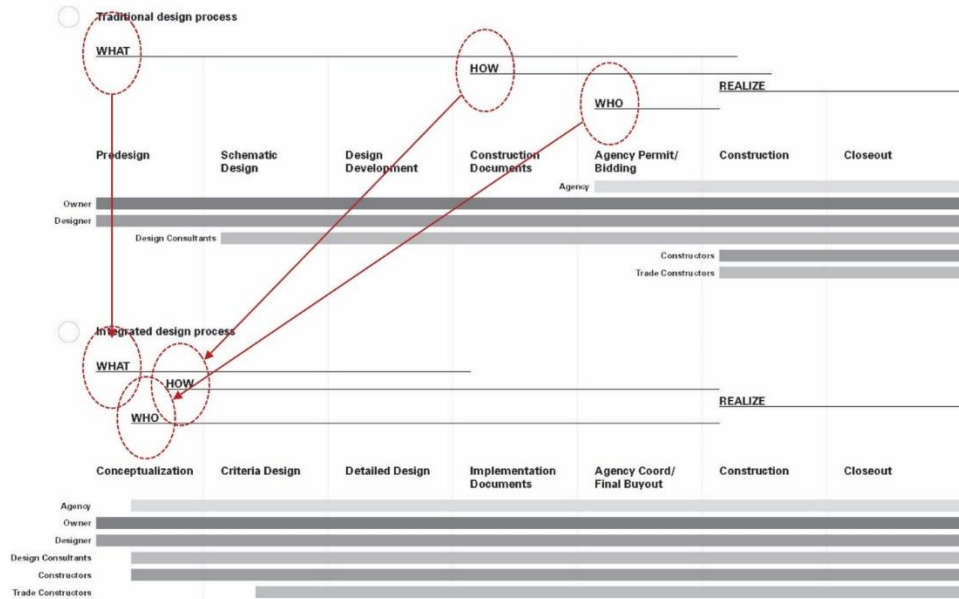 Traditional design process
WHAT
HOW
REALIZE
WHO
Predesign
Schematic
Design
Design
Development
Construction
Documents
Agency Permit/
Bidding
Construction
Closeout
Agency
Owner
Designer
Design Consultants
Constructors
Trade Constructors
Integrated design process
WHAT
HOW
REALIZE
WHO
Conceptualization
Criteria Design
Detailed Design
Implementation
Documents
Agency Coord/
Final Buyout
Construction
Closeout
Agency
Owner
Designer
Design Consultants
Constructors
Trade Constructors